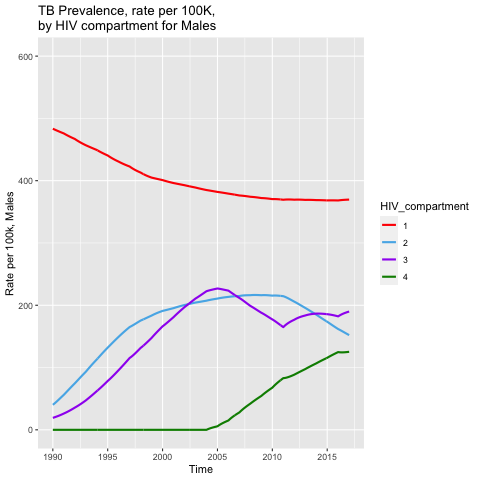 TB Prevalence, rate per 100K,
by HIV compartment for Males
Rate per 100k, Males
600
400
200
0
1990
1995
2000
2005
2010
2015
Time
HIV_compartment
1
2
3
4